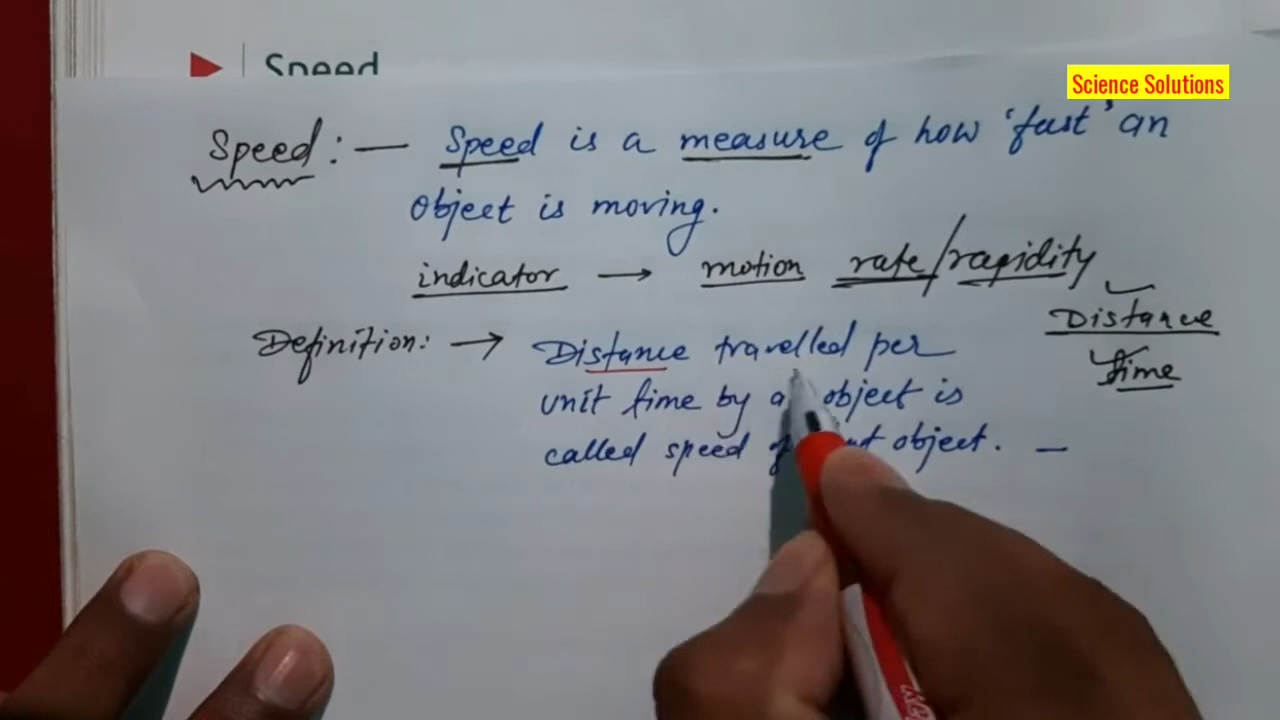 Speed
Science Solutions
Speed :— Speed is a measure of how 'fast' an
object is moving.
indicator → motion rate/rapidity
Distance
time
Definition: → Distance travelled per
unit time by object is
called speed object. —